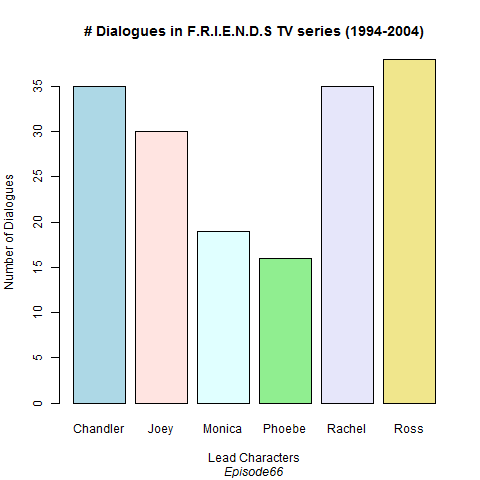 # Dialogues in F.R.I.E.N.D.S TV series (1994-2004)
Number of Dialogues
35
30
25
20
15
10
5
0
Chandler Joey Monica Phoebe Rachel Ross
Lead Characters
Episode66